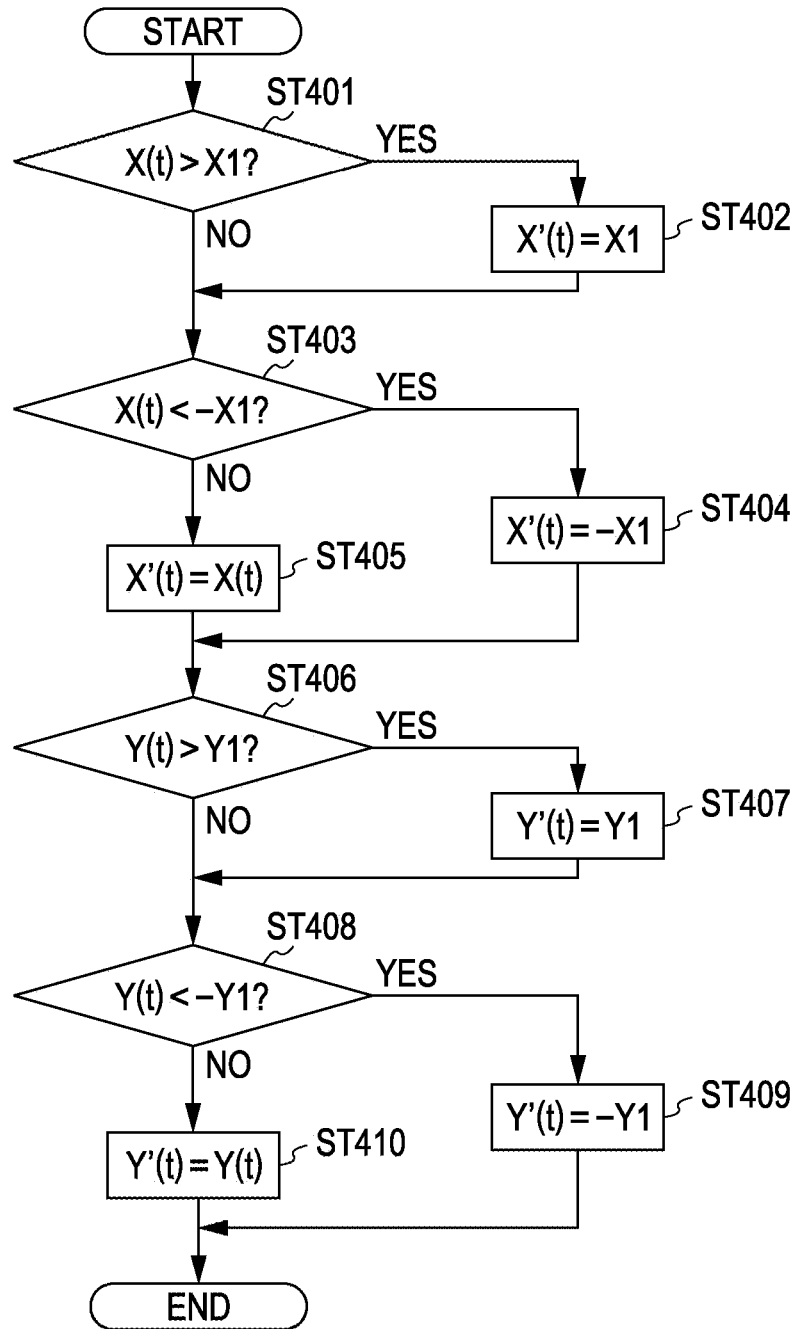 START
ST401
X(t) > X1?
YES
NO
X’(t) = X1
ST402
ST403
X(t) < –X1?
YES
NO
X’(t) = –X1
ST404
X’(t) = X(t)
ST405
ST406
Y(t) > Y1?
YES
NO
Y’(t) = Y1
ST407
ST408
Y(t) < –Y1?
YES
NO
Y’(t) = –Y1
ST409
Y’(t) = Y(t)
ST410
END